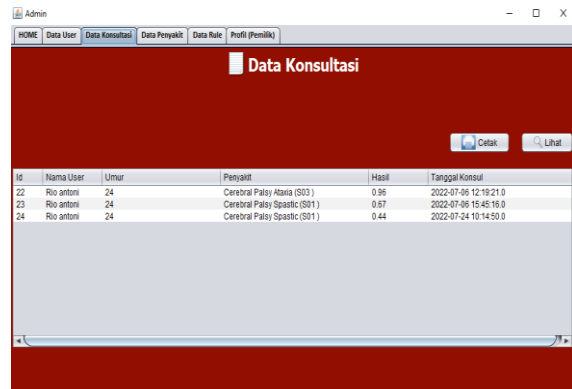 Admin
HOME Data User Data Konsultasi Data Penyakit Data Rule Profil (Pemilik)
Data Konsultasi
Cetak Lihat
Id Nama User Umur Penyakit Hasil Tanggal Konsul
22 Rio antoni 24 Cerebral Palsy Ataxia (S03 ) 0.96 2022-07-06 12:19:21.0
23 Rio antoni 24 Cerebral Palsy Spastic (S01 ) 0.67 2022-07-06 15:45:16.0
24 Rio antoni 24 Cerebral Palsy Spastic (S01 ) 0.44 2022-07-24 10:14:50.0